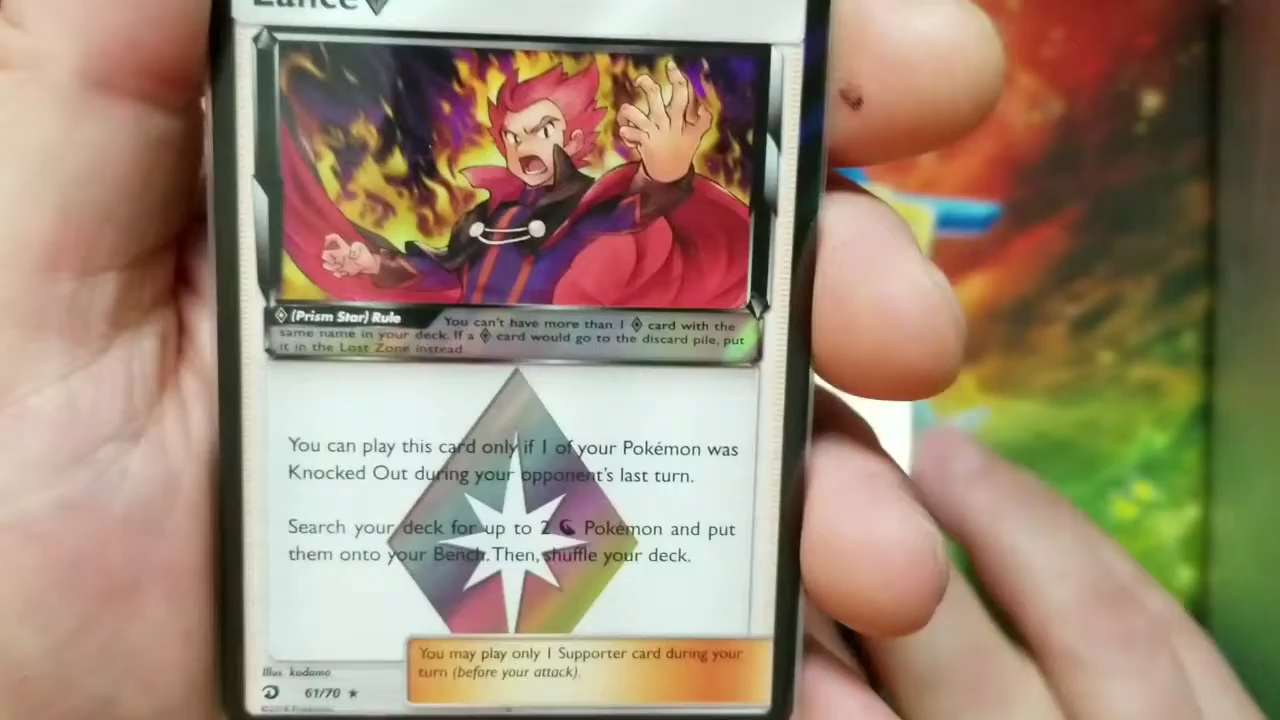 Lance
(Prism Star) Rule
You can't have more than 1 ◇ card with the
same name in your deck. If a ◇ card would go to the discard pile, put
it in the Lost Zone instead.
You can play this card only if 1 of your Pokémon was
Knocked Out during your opponent's last turn.
Search your deck for up to 2 Pokémon and put
them onto your Bench. Then, shuffle your deck.
You may play only 1 Supporter card during your
turn (before your attack).
Illus. kodama
61/70 ★